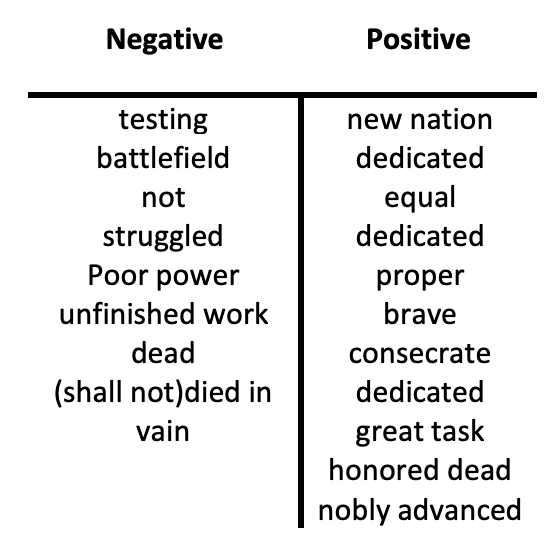 Negative Positive
testing new nation
battlefield dedicated
not equal
struggled dedicated
Poor power proper
unfinished work brave
dead consecrate
(shall not)died in dedicated
vain great task
honored dead
nobly advanced